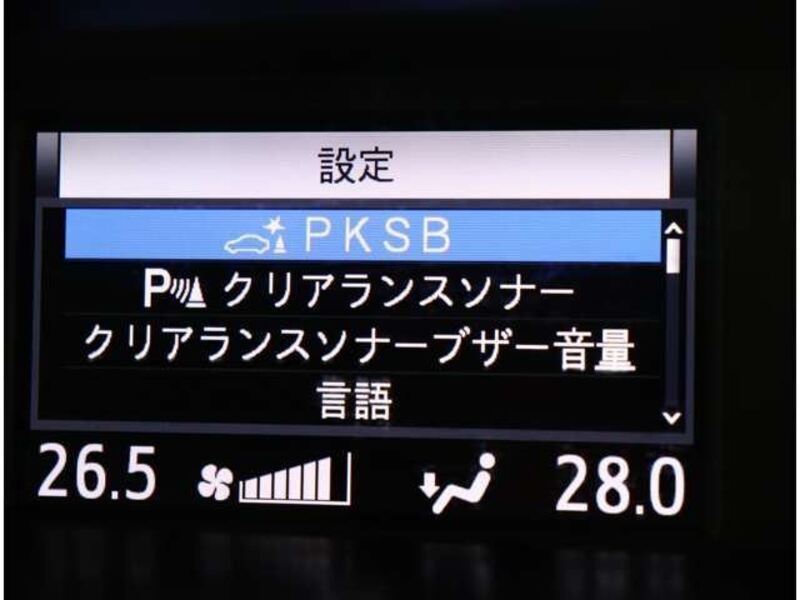 設定
PKSB
P クリアランスソナー
クリアランスソナーブザー音量
言語
26.5 28.0